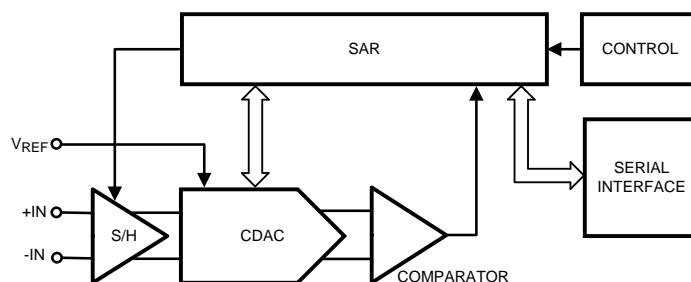 SAR
CONTROL
VREF
SERIAL
INTERFACE
+IN
S/H
CDAC
-IN
COMPARATOR